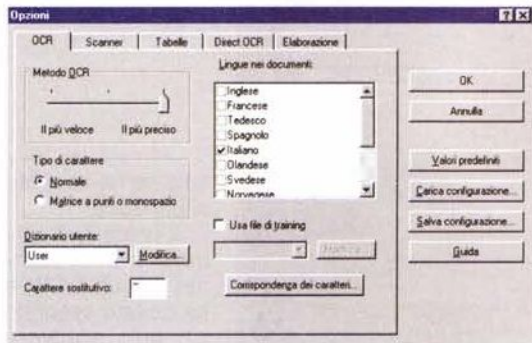 Opzioni
OCR Scanner Tabelle Direct OCR Elaborazione
Metodo OCR
Il più veloce Il più preciso
Tipo di carattere
Normale
Matrice a punti o monospazio
Dizionario utente:
User Modifica...
Carattere sostitutivo: ~
Lingue nei documenti:
Inglese
Francese
Tedesco
Spagnolo
Italiano
Olandese
Svedese
Norvegese
Usa file di training
Modifica...
Corrispondenza dei caratteri...
OK
Annulla
Valori predefiniti
Carica configurazione...
Salva configurazione...
Guida